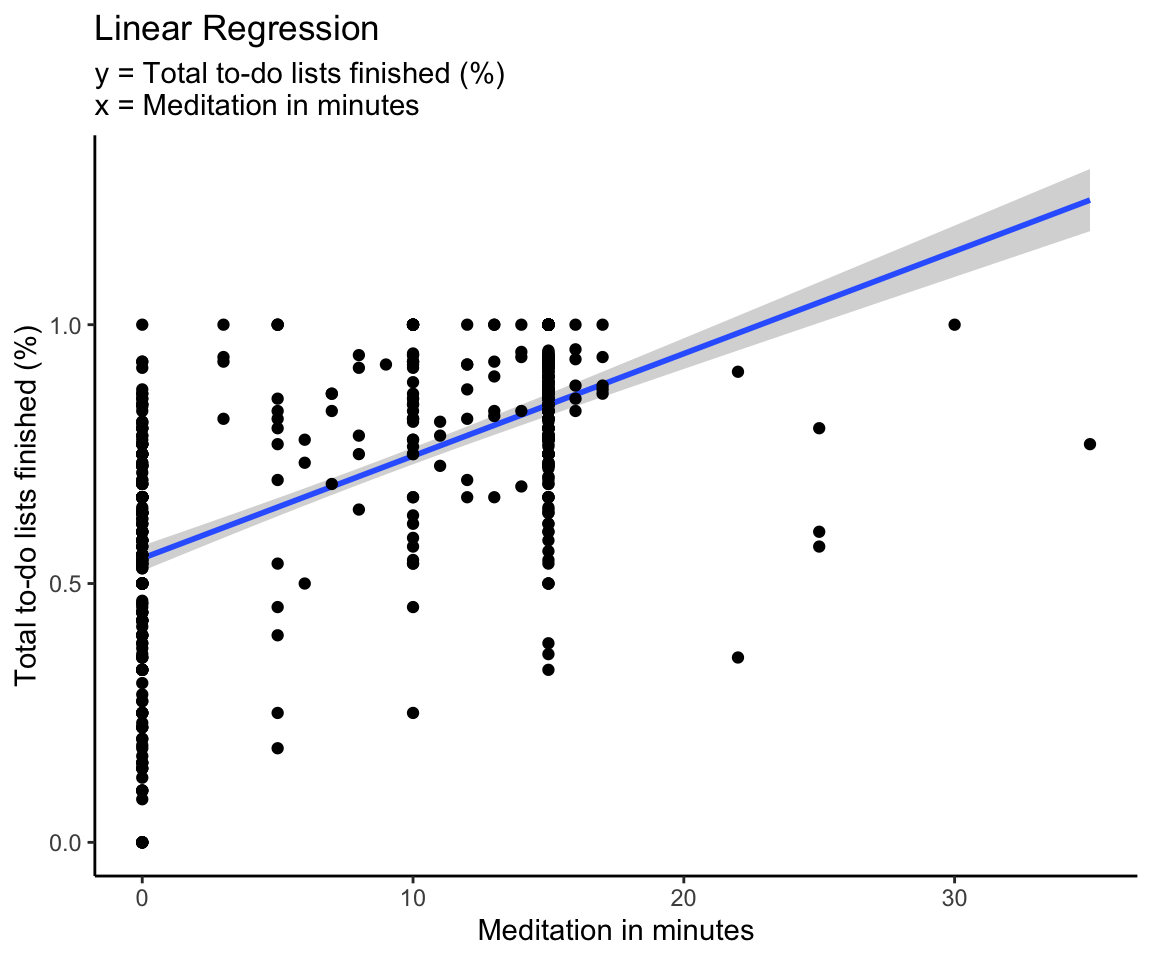 Linear Regression
y = Total to-do lists finished (%)
x = Meditation in minutes
Total to-do lists finished (%)
1.0
0.5
0.0
0
10
20
30
Meditation in minutes